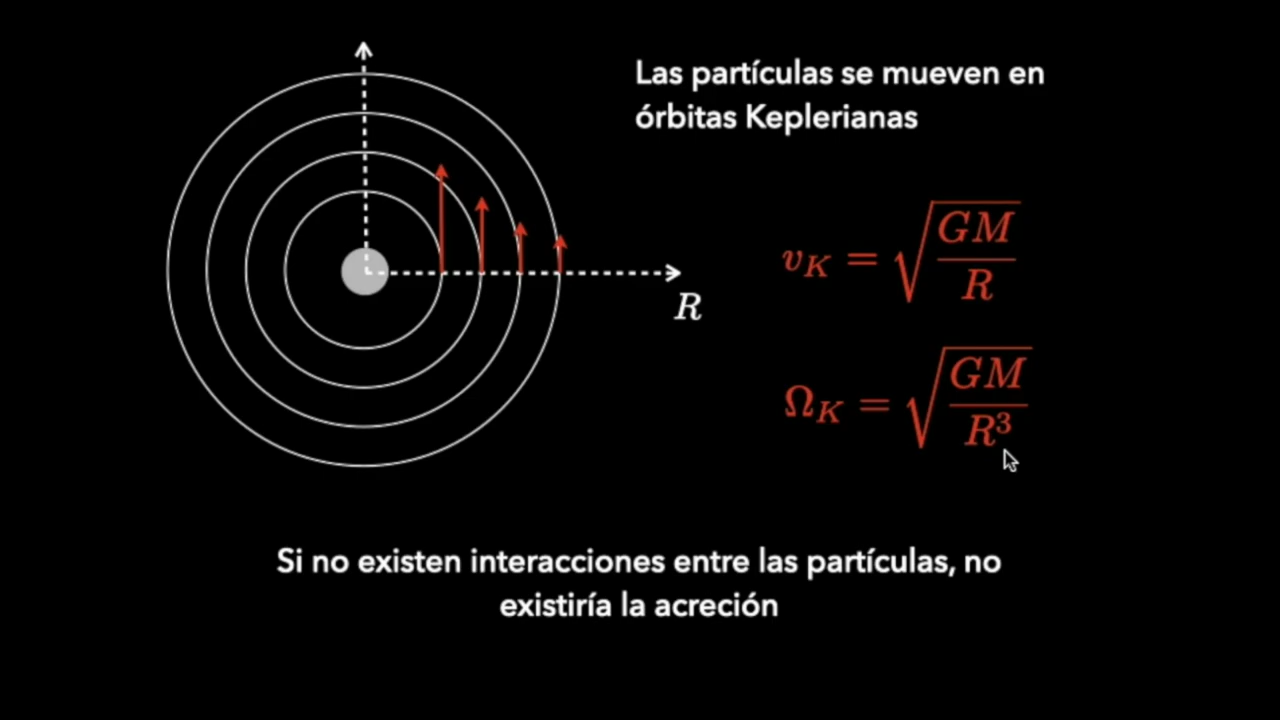 Las partículas se mueven en
órbitas Keplerianas
v_K = √(GM/R)
R
Ω_K = √(GM/R³)
Si no existen interacciones entre las partículas, no
existiría la acreción